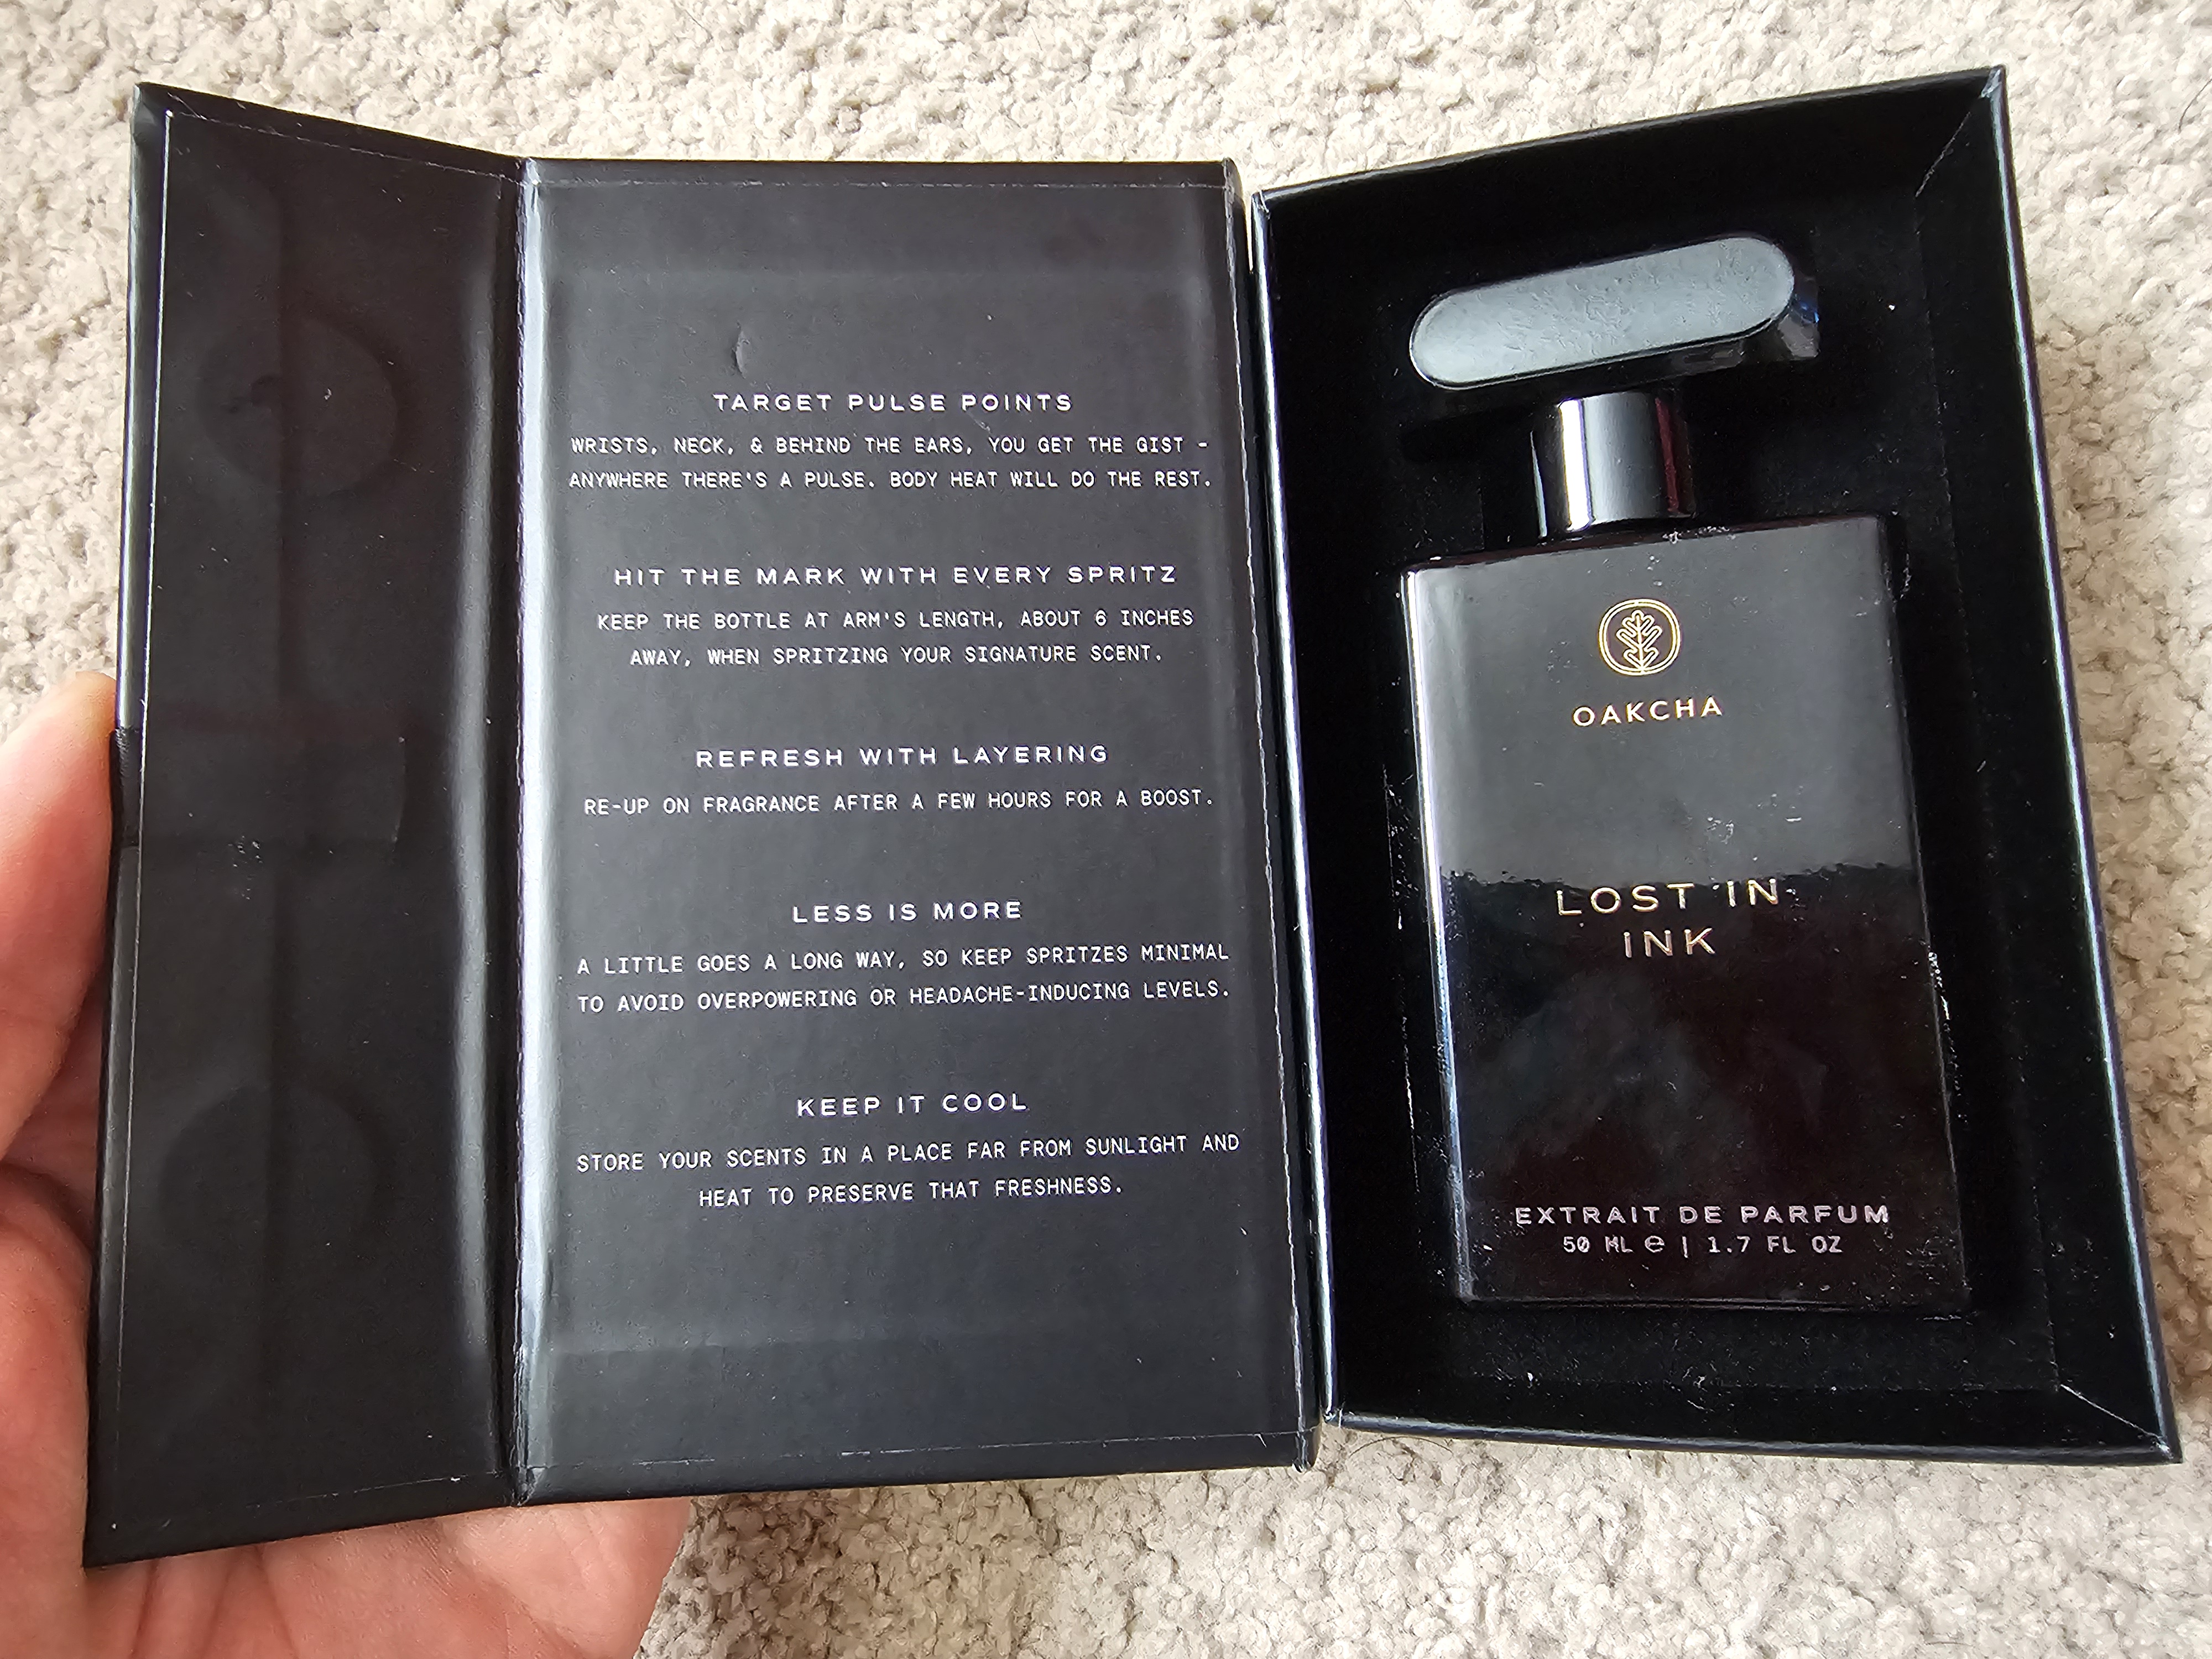 TARGET PULSE POINTS
WRISTS, NECK, & BEHIND THE EARS, YOU GET THE GIST -
ANYWHERE THERE'S A PULSE. BODY HEAT WILL DO THE REST.
HIT THE MARK WITH EVERY SPRITZ
KEEP THE BOTTLE AT ARM'S LENGTH, ABOUT 6 INCHES
AWAY, WHEN SPRITZING YOUR SIGNATURE SCENT.
REFRESH WITH LAYERING
RE-UP ON FRAGRANCE AFTER A FEW HOURS FOR A BOOST.
LESS IS MORE
A LITTLE GOES A LONG WAY, SO KEEP SPRITZES MINIMAL
TO AVOID OVERPOWERING OR HEADACHE-INDUCING LEVELS.
KEEP IT COOL
STORE YOUR SCENTS IN A PLACE FAR FROM SUNLIGHT AND
HEAT TO PRESERVE THAT FRESHNESS.
OAKCHA
LOST IN
INK
EXTRAIT DE PARFUM
50 ML ℮ | 1.7 FL OZ